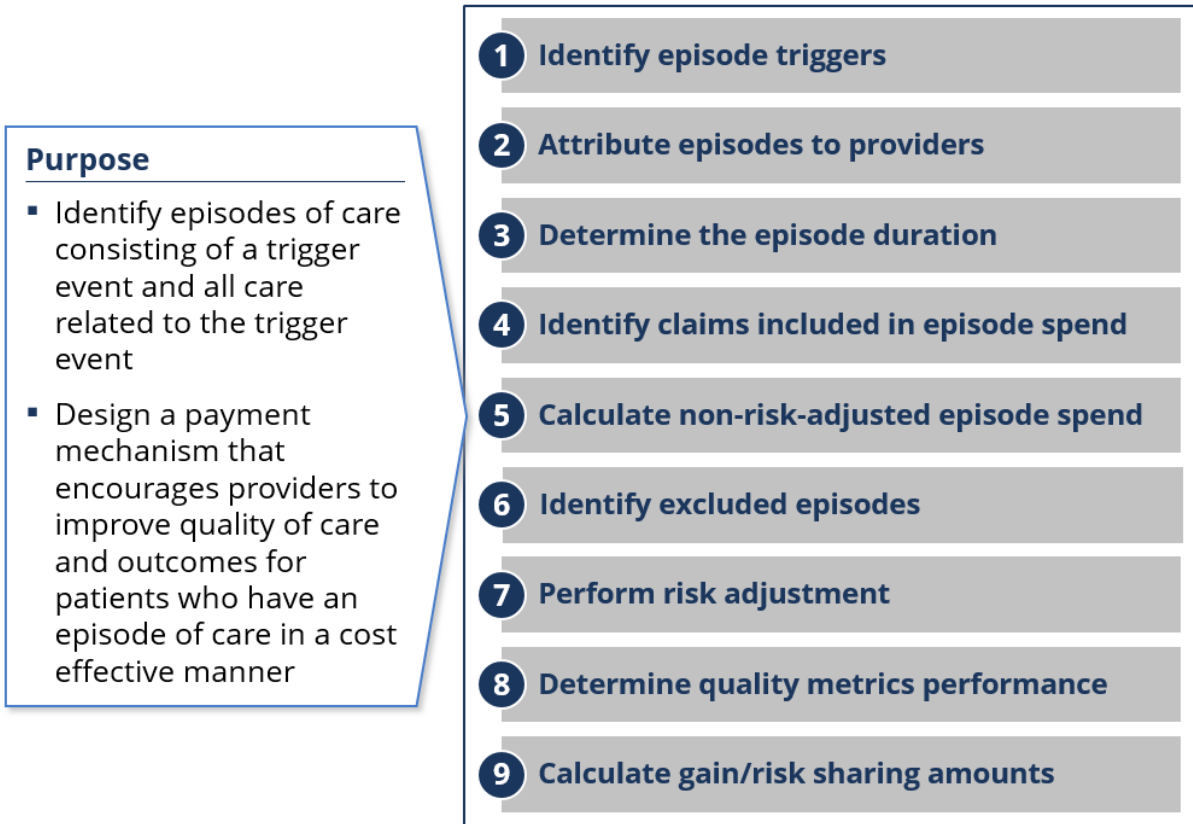 Purpose
▪ Identify episodes of care
consisting of a trigger
event and all care
related to the trigger
event
▪ Design a payment
mechanism that
encourages providers to
improve quality of care
and outcomes for
patients who have an
episode of care in a cost
effective manner
1 Identify episode triggers
2 Attribute episodes to providers
3 Determine the episode duration
4 Identify claims included in episode spend
5 Calculate non-risk-adjusted episode spend
6 Identify excluded episodes
7 Perform risk adjustment
8 Determine quality metrics performance
9 Calculate gain/risk sharing amounts